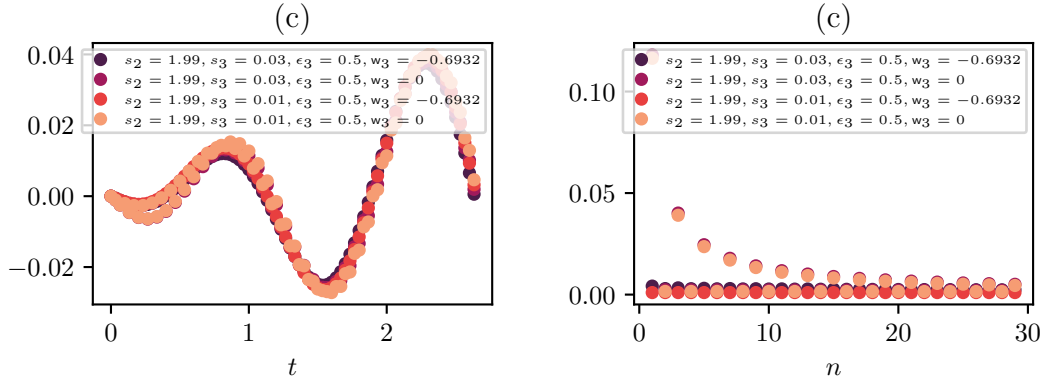 (c)
0.04
0.02
0.00
−0.02
0
1
2
t
s₂ = 1.99, s₃ = 0.03, ϵ₃ = 0.5, w₃ = −0.6932
s₂ = 1.99, s₃ = 0.03, ϵ₃ = 0.5, w₃ = 0
s₂ = 1.99, s₃ = 0.01, ϵ₃ = 0.5, w₃ = −0.6932
s₂ = 1.99, s₃ = 0.01, ϵ₃ = 0.5, w₃ = 0
(c)
0.10
0.05
0.00
0
10
20
30
n
s₂ = 1.99, s₃ = 0.03, ϵ₃ = 0.5, w₃ = −0.6932
s₂ = 1.99, s₃ = 0.03, ϵ₃ = 0.5, w₃ = 0
s₂ = 1.99, s₃ = 0.01, ϵ₃ = 0.5, w₃ = −0.6932
s₂ = 1.99, s₃ = 0.01, ϵ₃ = 0.5, w₃ = 0